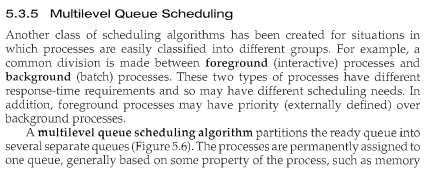 5.3.5 Multilevel Queue Scheduling
Another class of scheduling algorithms has been created for situations in
which processes are easily classified into different groups. For example, a
common division is made between foreground (interactive) processes and
background (batch) processes. These two types of processes have different
response-time requirements and so may have different scheduling needs. In
addition, foreground processes may have priority (externally defined) over
background processes.
A multilevel queue scheduling algorithm partitions the ready queue into
several separate queues (Figure 5.6). The processes are permanently assigned to
one queue, generally based on some property of the process, such as memory